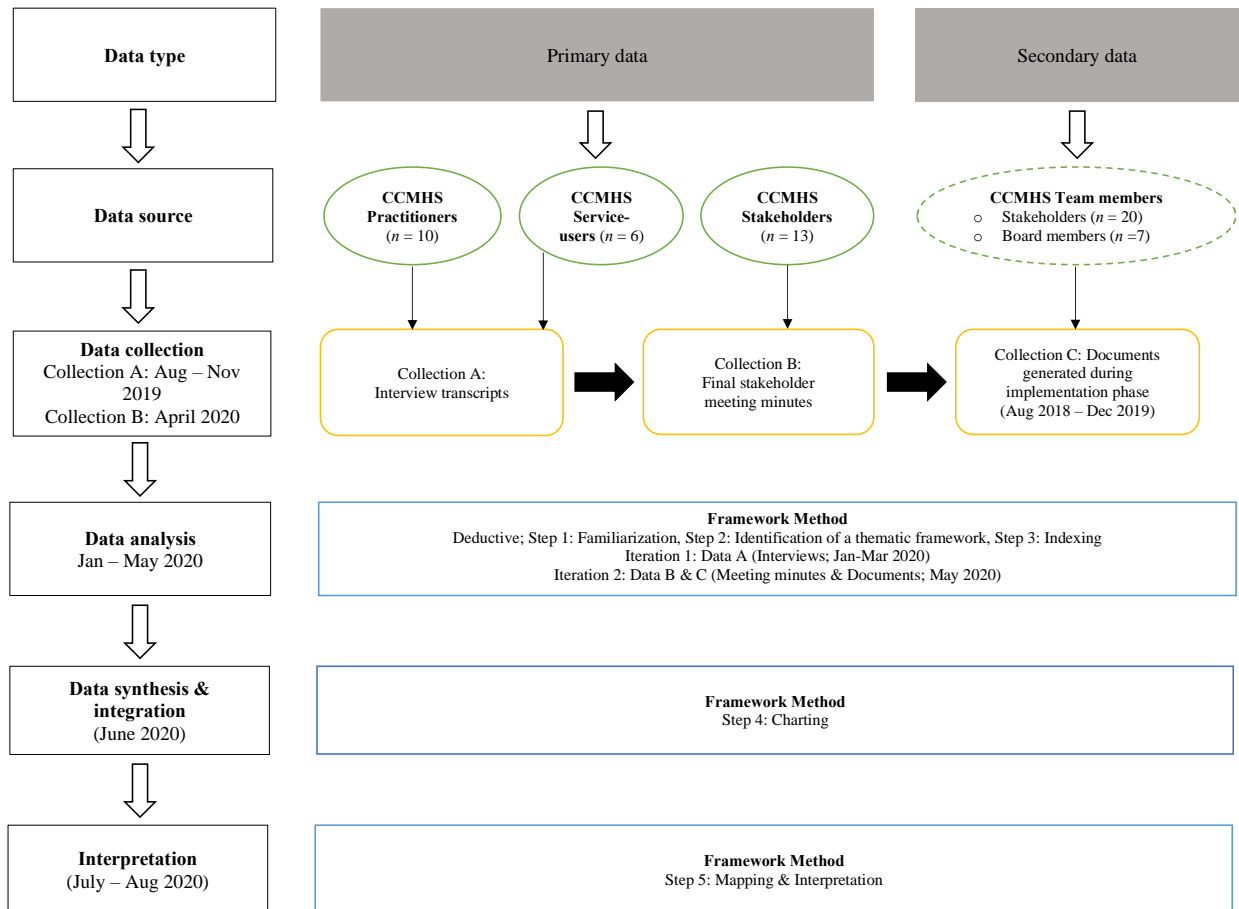 Data type
Primary data
Secondary data
Data source
CCMHS
Practitioners
(n = 10)
CCMHS
Service-
users (n = 6)
CCMHS
Stakeholders
(n = 13)
CCMHS Team members
o Stakeholders (n = 20)
o Board members (n =7)
Data collection
Collection A: Aug – Nov
2019
Collection B: April 2020
Collection A:
Interview transcripts
Collection B:
Final stakeholder
meeting minutes
Collection C: Documents
generated during
implementation phase
(Aug 2018 – Dec 2019)
Data analysis
Jan – May 2020
Framework Method
Deductive; Step 1: Familiarization, Step 2: Identification of a thematic framework, Step 3: Indexing
Iteration 1: Data A (Interviews; Jan-Mar 2020)
Iteration 2: Data B & C (Meeting minutes & Documents; May 2020)
Data synthesis &
integration
(June 2020)
Framework Method
Step 4: Charting
Interpretation
(July – Aug 2020)
Framework Method
Step 5: Mapping & Interpretation